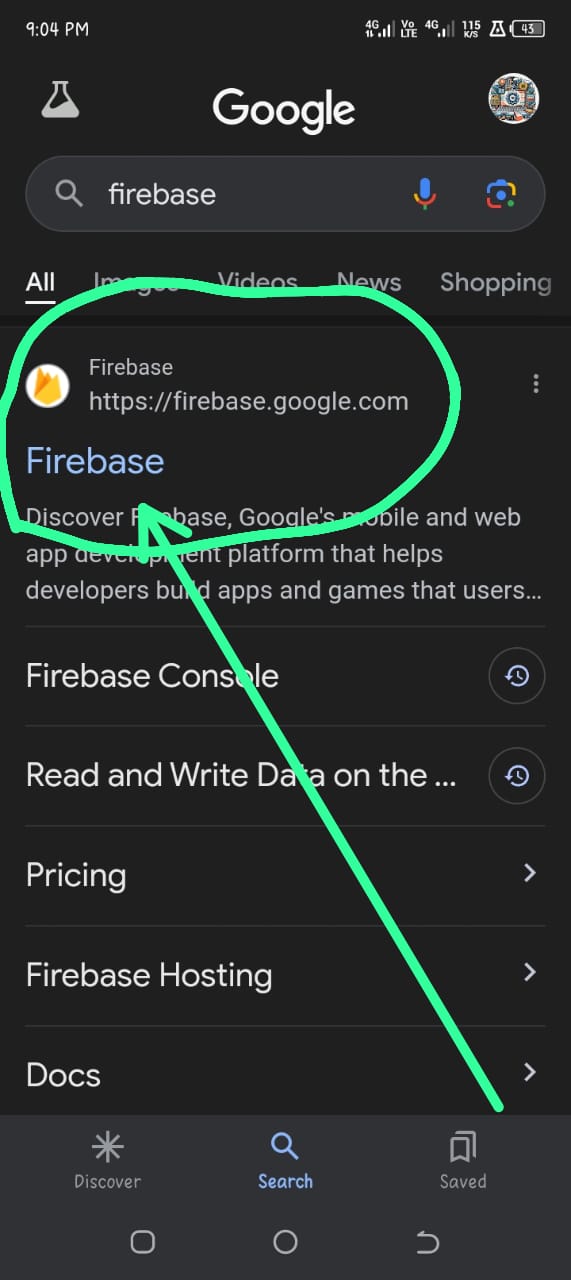 9:04 PM
4G Vo LTE 4G 115 K/S 43
Google
firebase
All Images Videos News Shopping
Firebase
https://firebase.google.com
Firebase
Discover Firebase, Google's mobile and web
app development platform that helps
developers build apps and games that users...
Firebase Console
Read and Write Data on the ...
Pricing
Firebase Hosting
Docs
Discover Search Saved